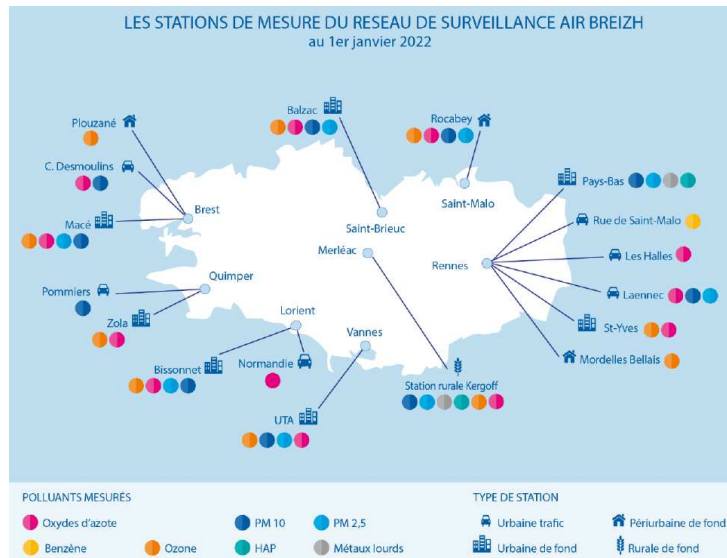 LES STATIONS DE MESURE DU RESEAU DE SURVEILLANCE AIR BREIZH
au 1er janvier 2022
Balzac
Rocabey
Plouzané
C. Desmoulins
Pays-Bas
Macé
Brest
Saint-Brieuc
Saint-Malo
Rue de Saint-Malo
Merléac
Les Halles
Rennes
Pommiers
Quimper
Laennec
Zola
Lorient
St-Yves
Vannes
Bissonnet
Normandie
Mordelles Bellais
Station rurale Kergoff
UTA
POLLUANTS MESURÉS
TYPE DE STATION
Oxydes d'azote
PM 10
PM 2,5
Urbaine trafic
Périurbaine de fond
Benzène
Ozone
HAP
Métaux lourds
Urbaine de fond
Rurale de fond